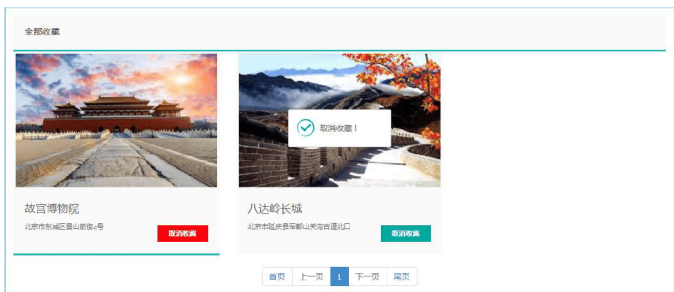 全部收藏
取消收藏！
故宫博物院
八达岭长城
北京市东城区景山前街4号
北京市延庆县军都山关沟古道北口
取消收藏
取消收藏
首页 上一页 1 下一页 尾页